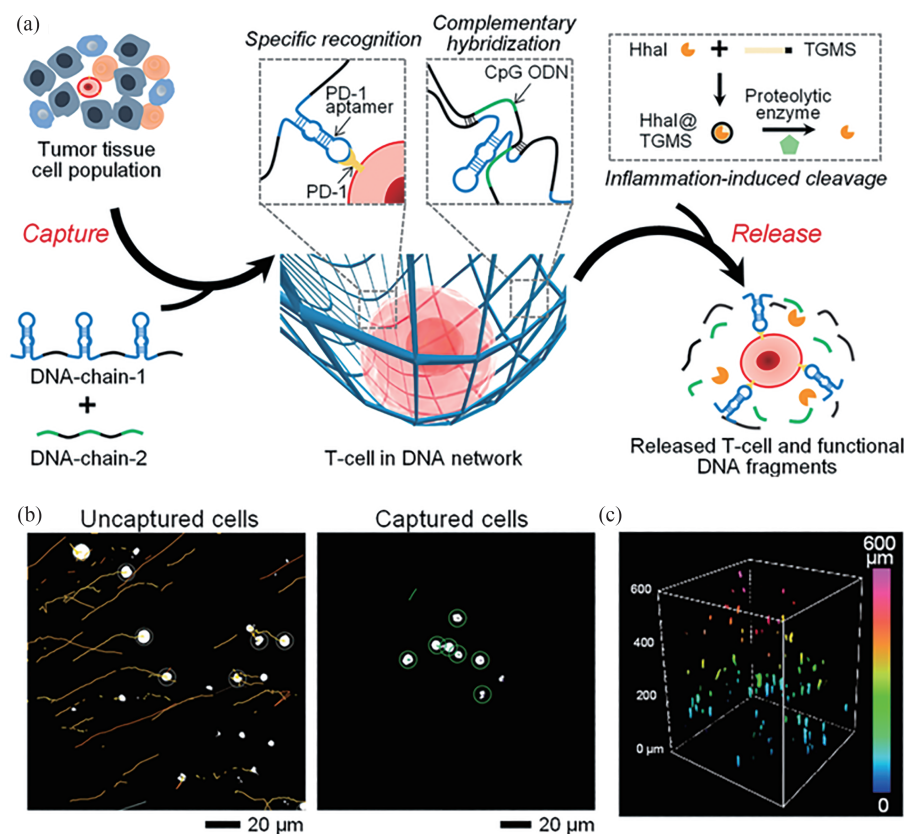 (a)
Specific recognition
PD-1
aptamer
PD-1
Complementary
hybridization
CpG ODN
HhaI
+
TGMS
HhaI@
TGMS
Proteolytic
enzyme
Inflammation-induced cleavage
Tumor tissue
cell population
Capture
Release
DNA-chain-1
+
DNA-chain-2
T-cell in DNA network
Released T-cell and functional
DNA fragments
(b)
Uncaptured cells
Captured cells
20 μm
20 μm
(c)
600
μm
600
400
200
0 μm
0